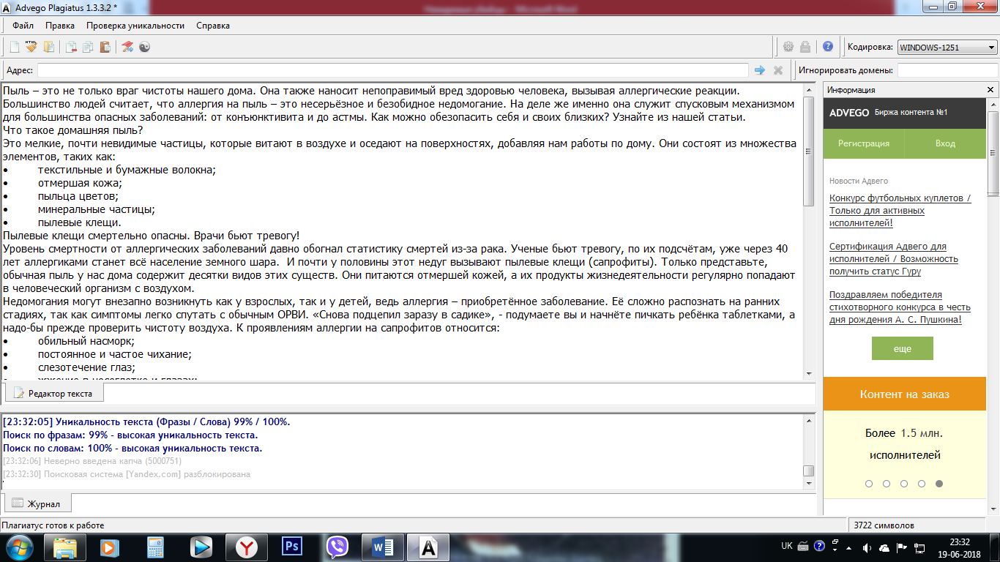 Advego Plagiatus 1.3.3.2 *
Файл Правка Проверка уникальности Справка
Кодировка: WINDOWS-1251
Адрес: Игнорировать домены:
Пыль – это не только враг чистоты нашего дома. Она также наносит непоправимый вред здоровью человека, вызывая аллергические реакции.
Большинство людей считает, что аллергия на пыль – это несерьёзное и безобидное недомогание. На деле же именно она служит спусковым механизмом
для большинства опасных заболеваний: от конъюнктивита и до астмы. Как можно обезопасить себя и своих близких? Узнайте из нашей статьи.
Что такое домашняя пыль?
Это мелкие, почти невидимые частицы, которые витают в воздухе и оседают на поверхностях, добавляя нам работы по дому. Они состоят из множества
элементов, таких как:
• текстильные и бумажные волокна;
• отмершая кожа;
• пыльца цветов;
• минеральные частицы;
• пылевые клещи.
Пылевые клещи смертельно опасны. Врачи бьют тревогу!
Уровень смертности от аллергических заболеваний давно обогнал статистику смертей из-за рака. Ученые бьют тревогу, по их подсчётам, уже через 40
лет аллергиками станет всё население земного шара.  И почти у половины этот недуг вызывают пылевые клещи (сапрофиты). Только представьте,
обычная пыль у нас дома содержит десятки видов этих существ. Они питаются отмершей кожей, а их продукты жизнедеятельности регулярно попадают
в человеческий организм с воздухом.
Недомогания могут внезапно возникнуть как у взрослых, так и у детей, ведь аллергия – приобретённое заболевание. Её сложно распознать на ранних
стадиях, так как симптомы легко спутать с обычным ОРВИ. «Снова подцепил заразу в садике», - подумаете вы и начнёте пичкать ребёнка таблетками, а
надо-бы прежде проверить чистоту воздуха. К проявлениям аллергии на сапрофитов относится:
• обильный насморк;
• постоянное и частое чихание;
• слезотечение глаз;
Редактор текста
[23:32:05] Уникальность текста (Фразы / Слова) 99% / 100%.
Поиск по фразам: 99% - высокая уникальность текста.
Поиск по словам: 100% - высокая уникальность текста.
[23:32:06] Неверно введена капча (5000751)
[23:32:30] Поисковая система [Yandex.com] разблокирована
Журнал
Плагиатус готов к работе
3722 символов
Информация
ADVEGO Биржа контента №1
Регистрация Вход
Новости Адвего
Конкурс футбольных куплетов /
Только для активных
исполнителей!
Сертификация Адвего для
исполнителей / Возможность
получить статус Гуру
Поздравляем победителя
стихотворного конкурса в честь
дня рождения А. С. Пушкина!
еще
Контент на заказ
Более 1.5 млн.
исполнителей
UK
23:32
19-06-2018